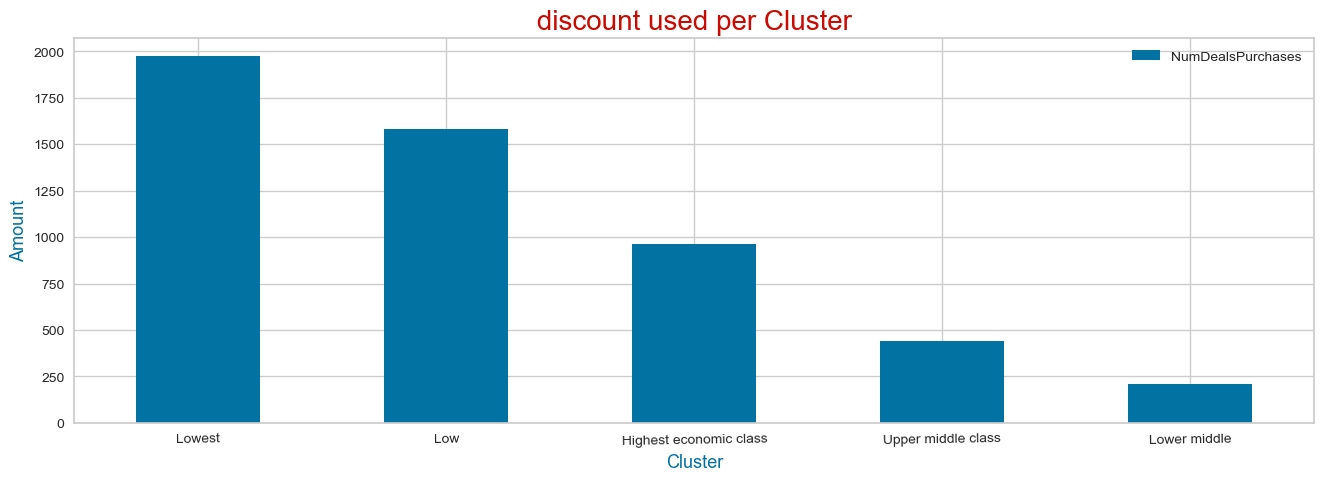 discount used per Cluster
NumDealsPurchases
Amount
2000
1750
1500
1250
1000
750
500
250
0
Lowest
Low
Highest economic class
Upper middle class
Lower middle
Cluster